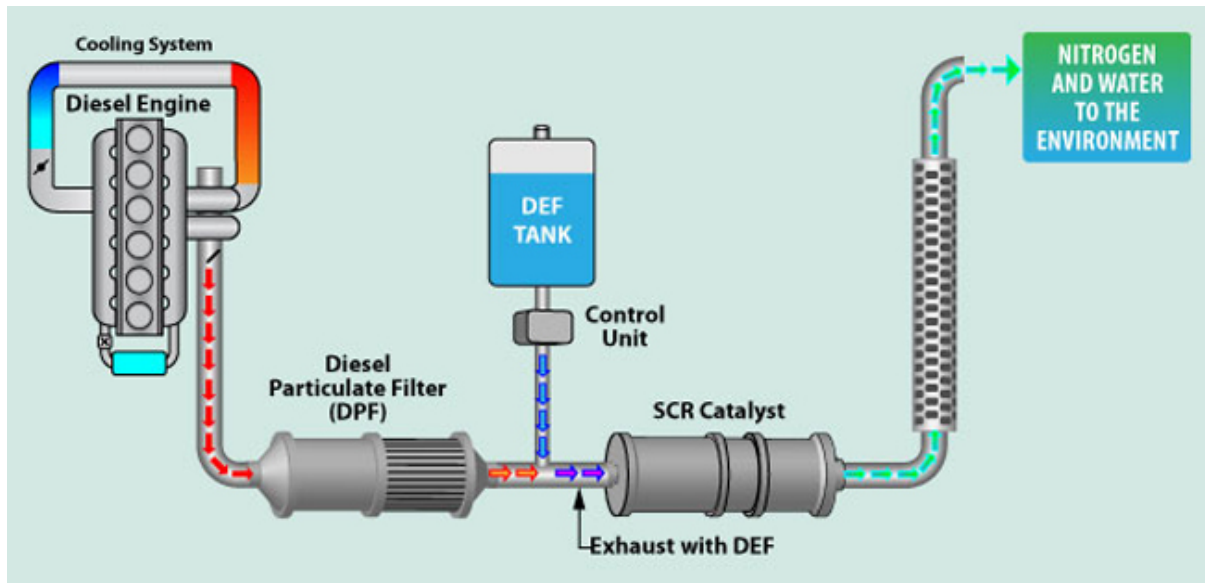 Cooling System
Diesel Engine
NITROGEN
AND WATER
TO THE
ENVIRONMENT
DEF
TANK
Control
Unit
Diesel
Particulate Filter
(DPF)
SCR Catalyst
Exhaust with DEF